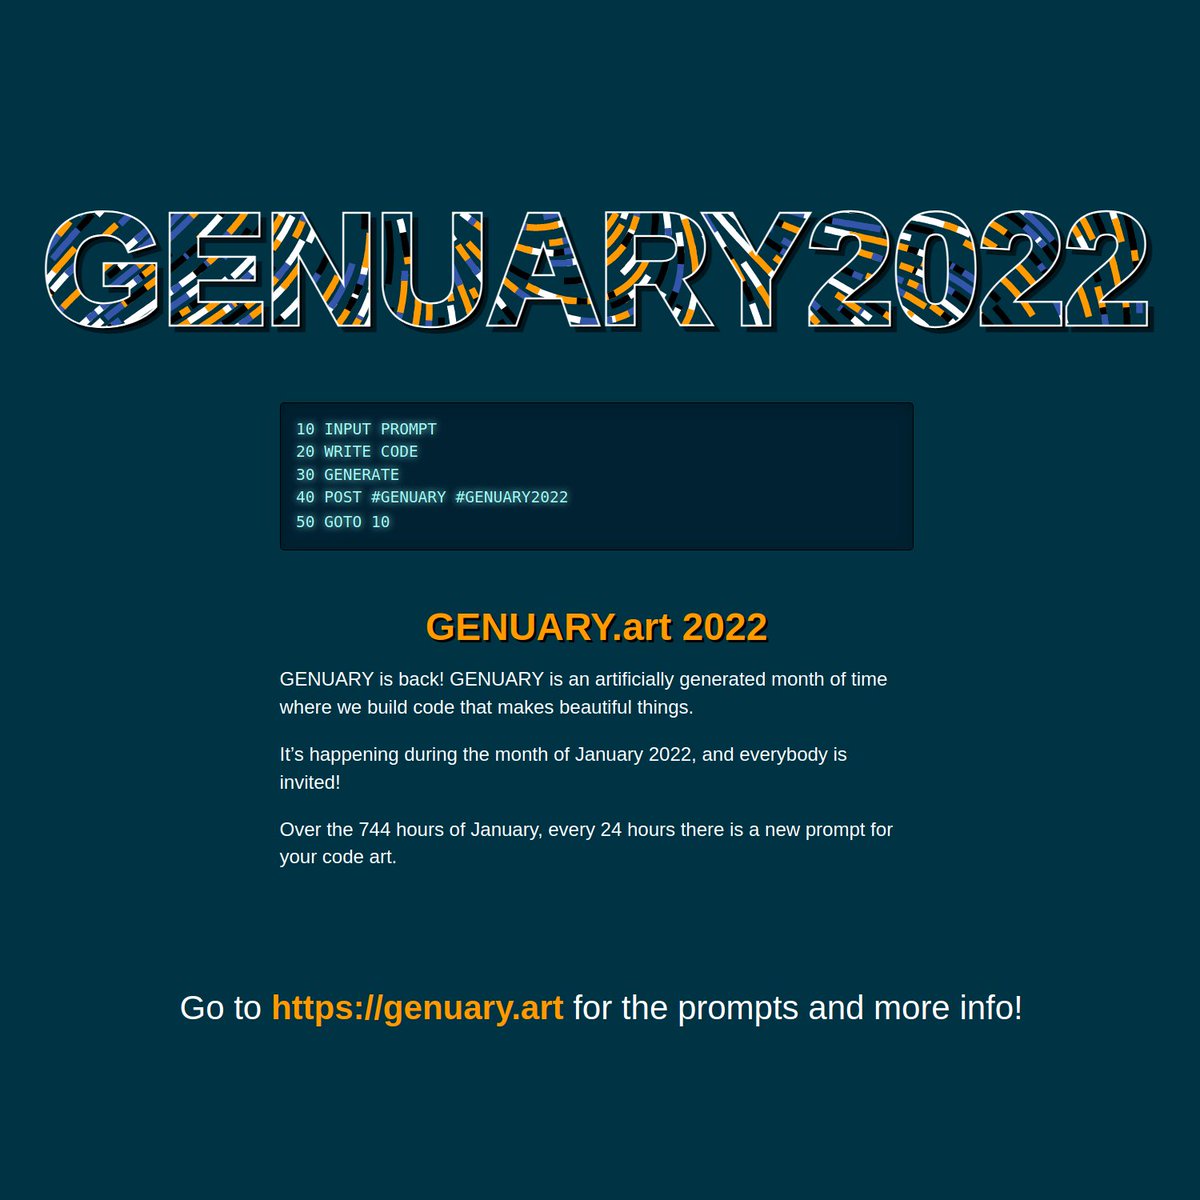 GENUARY2022
10 INPUT PROMPT
20 WRITE CODE
30 GENERATE
40 POST #GENUARY #GENUARY2022
50 GOTO 10
GENUARY.art 2022
GENUARY is back! GENUARY is an artificially generated month of time
where we build code that makes beautiful things.
It’s happening during the month of January 2022, and everybody is
invited!
Over the 744 hours of January, every 24 hours there is a new prompt for
your code art.
Go to https://genuary.art for the prompts and more info!